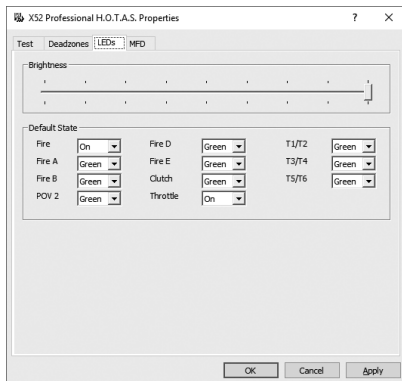 X52 Professional H.O.T.A.S. Properties ? X
Test Deadzones LEDs MFD
Brightness
Default State
Fire On Fire D Green T1/T2 Green
Fire A Green Fire E Green T3/T4 Green
Fire B Green Clutch Green T5/T6 Green
POV 2 Green Throttle On
OK Cancel Apply